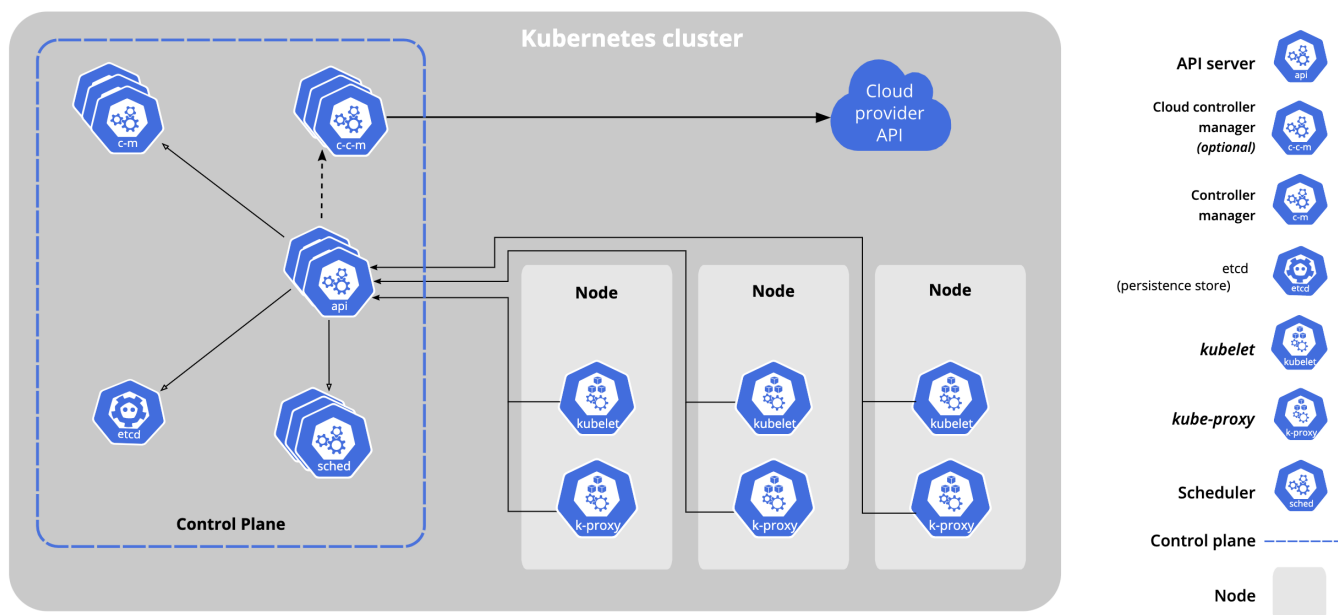 Kubernetes cluster
c-m
c-c-m
Cloud
provider
API
api
etcd
sched
Control Plane
Node
kubelet
k-proxy
Node
kubelet
k-proxy
Node
kubelet
k-proxy
API server
api
Cloud controller
manager
(optional)
c-c-m
Controller
manager
c-m
etcd
(persistence store)
etcd
kubelet
kubelet
kube-proxy
k-proxy
Scheduler
sched
Control plane
Node